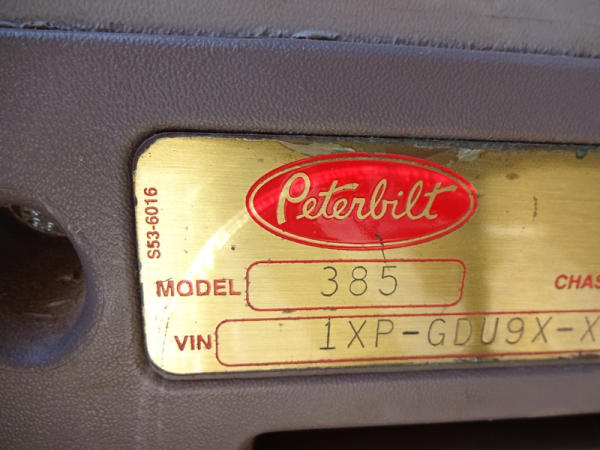 S53-6016
Peterbilt
MODEL 385 CHAS
VIN 1XP-GDU9X-X